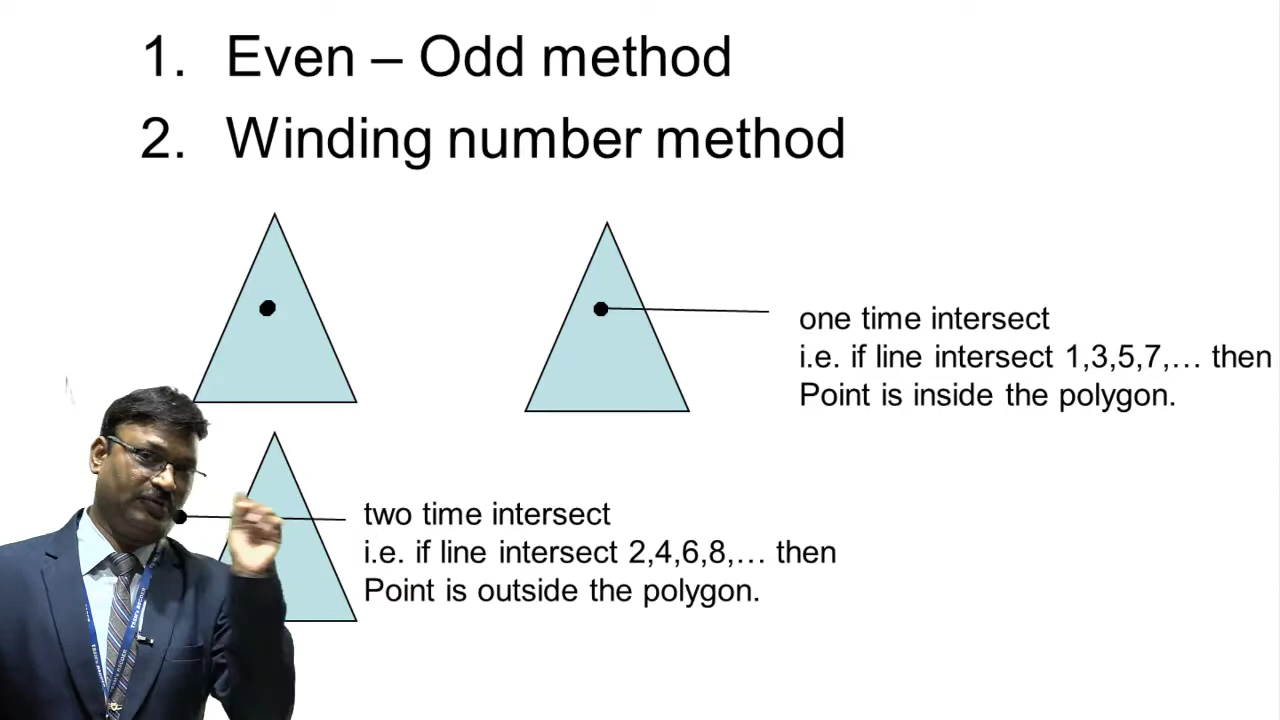 1. Even – Odd method
2. Winding number method
one time intersect
i.e. if line intersect 1,3,5,7,… then
Point is inside the polygon.
two time intersect
i.e. if line intersect 2,4,6,8,… then
Point is outside the polygon.